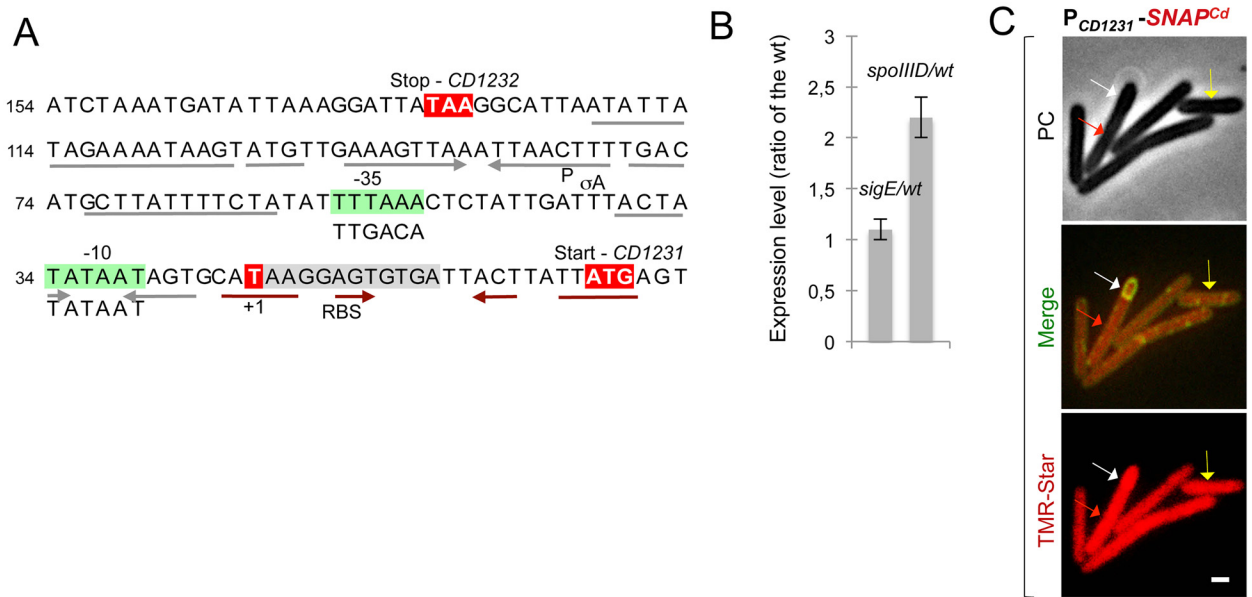 A
Stop - CD1232
154 ATCTAAATGATATTAAAGGATTATAAGGCATTAATATTA
114 TAGAAAATAAGTATGTTGAAAGTTAAATTAACTTTTGAC
-35
P σA
74 ATGCTTATTTTCTATATTTTAAACTCTATTGATTTACTA
TTGACA
-10
Start - CD1231
34 TATAATAGTGCATAAGGAGTGTGATTACTTATTATGAGT
TATAAT
+1
RBS
B
Expression level (ratio of the wt)
3
2,5
2
1,5
1
0,5
0
spoIIID/wt
sigE/wt
C
PCD1231-SNAPCd
PC
Merge
TMR-Star